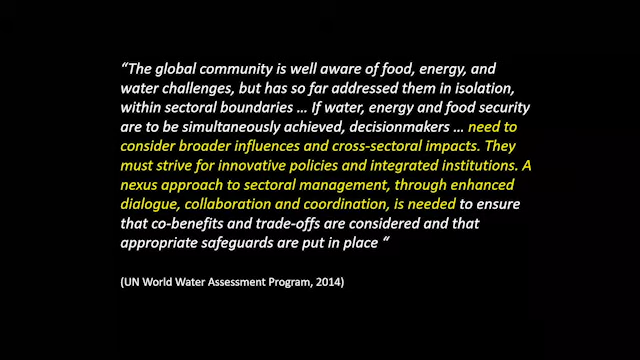 “The global community is well aware of food, energy, and
water challenges, but has so far addressed them in isolation,
within sectoral boundaries … If water, energy and food security
are to be simultaneously achieved, decisionmakers … need to
consider broader influences and cross-sectoral impacts. They
must strive for innovative policies and integrated institutions. A
nexus approach to sectoral management, through enhanced
dialogue, collaboration and coordination, is needed to ensure
that co-benefits and trade-offs are considered and that
appropriate safeguards are put in place “
(UN World Water Assessment Program, 2014)